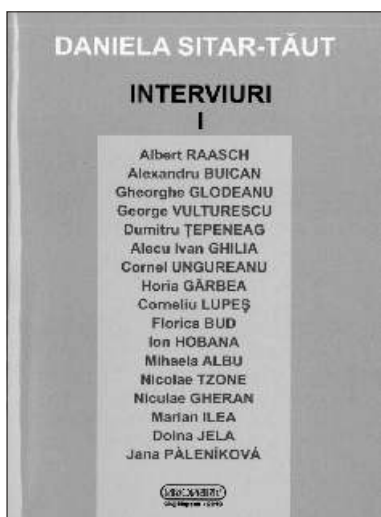 DANIELA SITAR-TĂUT
INTERVIURI
I
Albert RAASCH
Alexandru BUICAN
Gheorghe GLODEANU
George VULTURESCU
Dumitru ŢEPENEAG
Alecu Ivan GHILIA
Cornel UNGUREANU
Horia GÂRBEA
Corneliu LUPEŞ
Florica BUD
Ion HOBANA
Mihaela ALBU
Nicolae TZONE
Niculae GHERAN
Marian ILEA
Doina JELA
Jana PÁLENÍKOVÁ